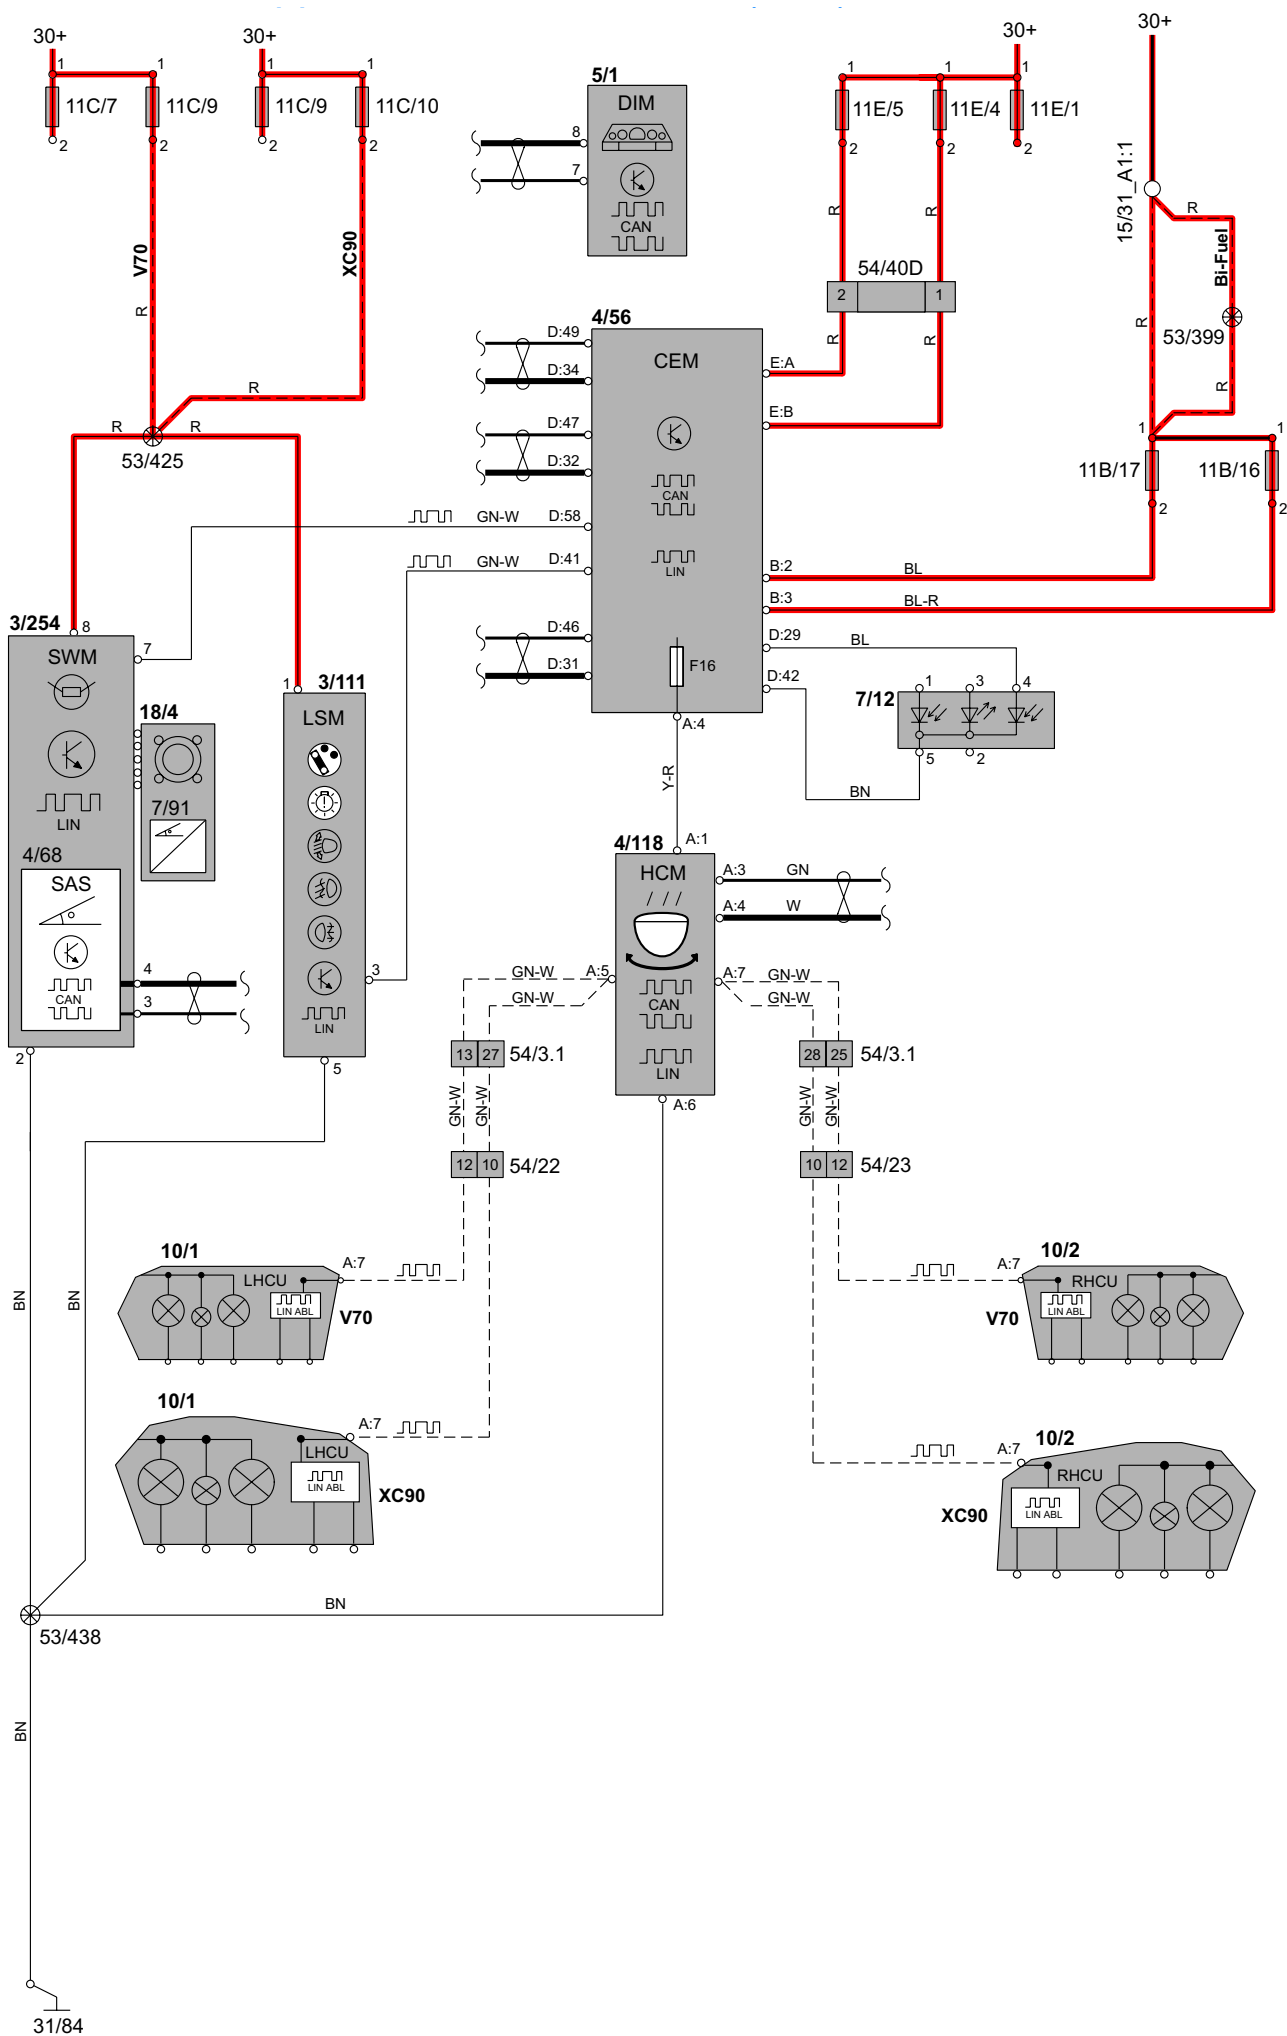 30+ 30+ 30+ 30+
1 1 1 1
11C/7 11C/9 11C/9 11C/10
2 2 2 2
5/1
DIM
8
7
CAN
1 1 1
11E/5 11E/4 11E/1
2 2 2
R R
54/40D
2 1
R R
15/31_A1:1
R
Bi-Fuel
R
53/399
R
V70
R
XC90
R
R R
53/425
4/56
CEM
D:49
D:34
D:47
D:32
CAN
GN-W D:58
GN-W D:41
LIN
D:46
D:31
F16
A:4
E:A
E:B
1 1
11B/17 11B/16
2 2
B:2 BL
B:3 BL-R
D:29 BL
D:42
1 3 4
7/12
5 2
BN
3/254
8
SWM
7
18/4
LIN
7/91
4/68
SAS
4
CAN
3
2
1
3/111
LSM
3
LIN
5
Y-R
4/118
A:1
HCM
A:3 GN
A:4 W
GN-W A:5
GN-W
A:7 GN-W
GN-W
CAN
LIN
A:6
13 27 54/3.1
28 25 54/3.1
GN-W GN-W
GN-W GN-W
12 10 54/22
10 12 54/23
10/1
A:7
LHCU
LIN ABL
V70
10/2
A:7
RHCU
LIN ABL
V70
BN BN
10/1
A:7
LHCU
LIN ABL
XC90
10/2
A:7
RHCU
LIN ABL
XC90
BN
53/438
BN
31/84